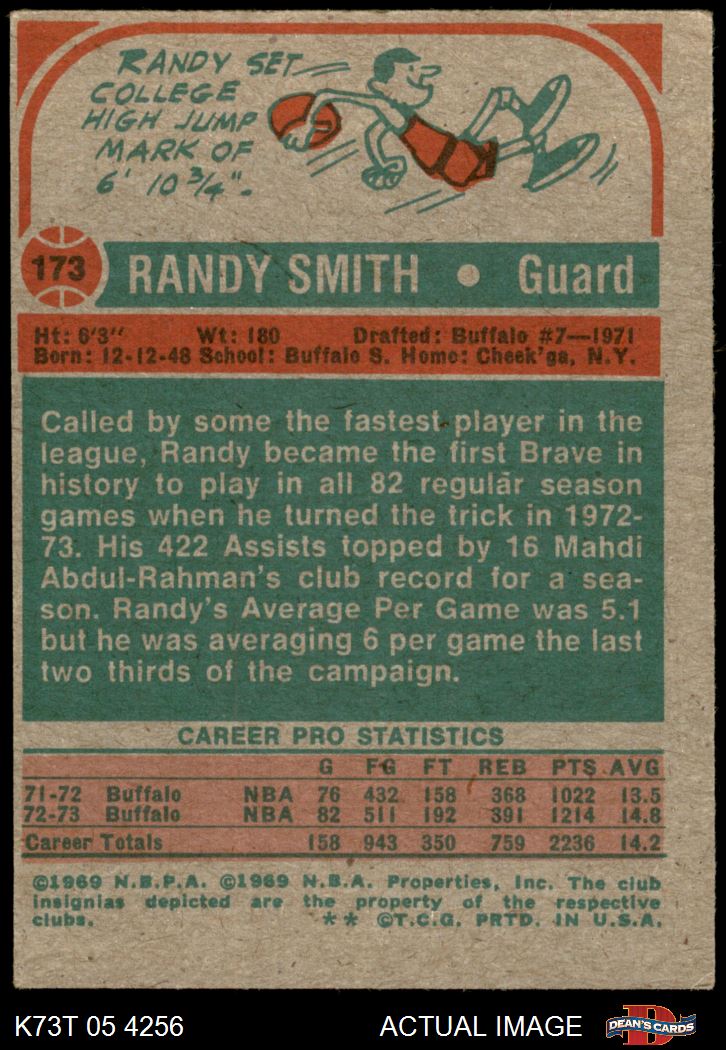 RANDY SET
COLLEGE
HIGH JUMP
MARK OF
6' 10 3/4".
173
RANDY SMITH • Guard
Ht: 6'3" Wt: 180 Drafted: Buffalo #7—1971
Born: 12-12-48 School: Buffalo S. Home: Cheek'ga, N.Y.
Called by some the fastest player in the
league, Randy became the first Brave in
history to play in all 82 regular season
games when he turned the trick in 1972-
73. His 422 Assists topped by 16 Mahdi
Abdul-Rahman's club record for a sea-
son. Randy's Average Per Game was 5.1
but he was averaging 6 per game the last
two thirds of the campaign.
CAREER PRO STATISTICS
G FG FT REB PTS AVG
71-72 Buffalo NBA 76 432 158 368 1022 13.5
72-73 Buffalo NBA 82 511 192 391 1214 14.8
Career Totals 158 943 350 759 2236 14.2
©1969 N.B.P.A. ©1969 N.B.A. Properties, Inc. The club
insignias depicted are the property of the respective
clubs. ** ©T.C.G. PRTD. IN U.S.A.
K73T 05 4256 ACTUAL IMAGE DEAN'S CARDS